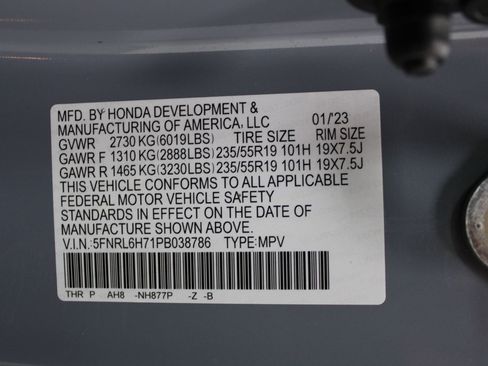 MFD. BY HONDA DEVELOPMENT &
MANUFACTURING OF AMERICA, LLC 01/'23
GVWR 2730 KG(6019LBS) TIRE SIZE RIM SIZE
GAWR F 1310 KG(2888LBS) 235/55R19 101H 19X7.5J
GAWR R 1465 KG(3230LBS) 235/55R19 101H 19X7.5J
THIS VEHICLE CONFORMS TO ALL APPLICABLE
FEDERAL MOTOR VEHICLE SAFETY
STANDARDS IN EFFECT ON THE DATE OF
MANUFACTURE SHOWN ABOVE.
V.I.N.:5FNRL6H71PB038786 TYPE:MPV
THR P AH8 -NH877P -Z -B